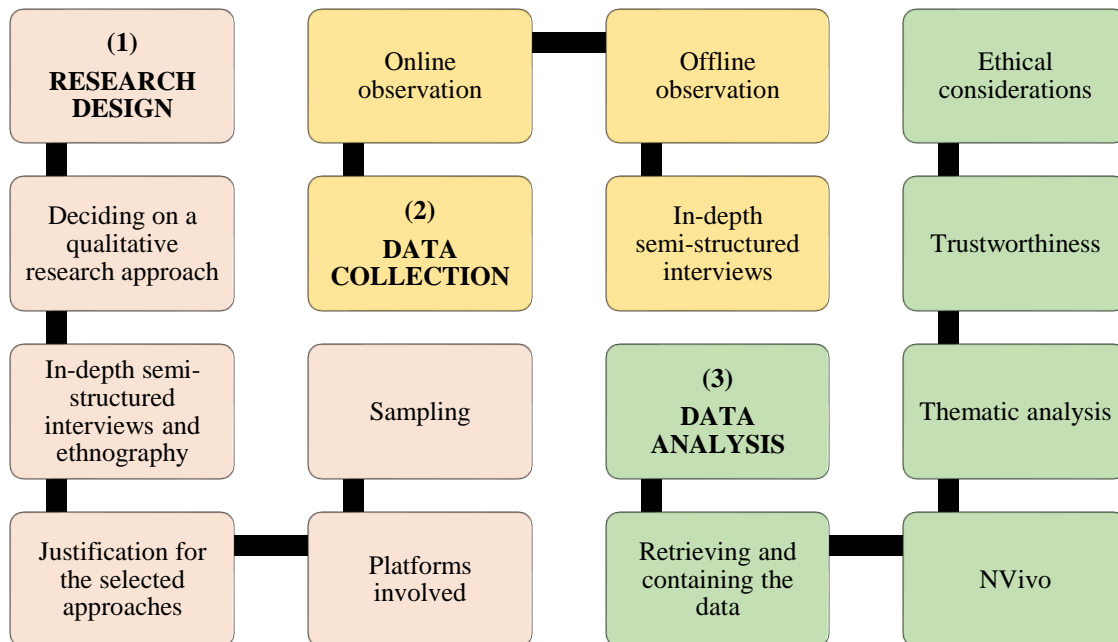 (1)
RESEARCH
DESIGN
Deciding on a
qualitative
research approach
In-depth semi-
structured
interviews and
ethnography
Justification for
the selected
approaches
Platforms
involved
Sampling
(2)
DATA
COLLECTION
Online
observation
Offline
observation
In-depth
semi-structured
interviews
(3)
DATA
ANALYSIS
Retrieving and
containing the
data
NVivo
Thematic analysis
Trustworthiness
Ethical
considerations